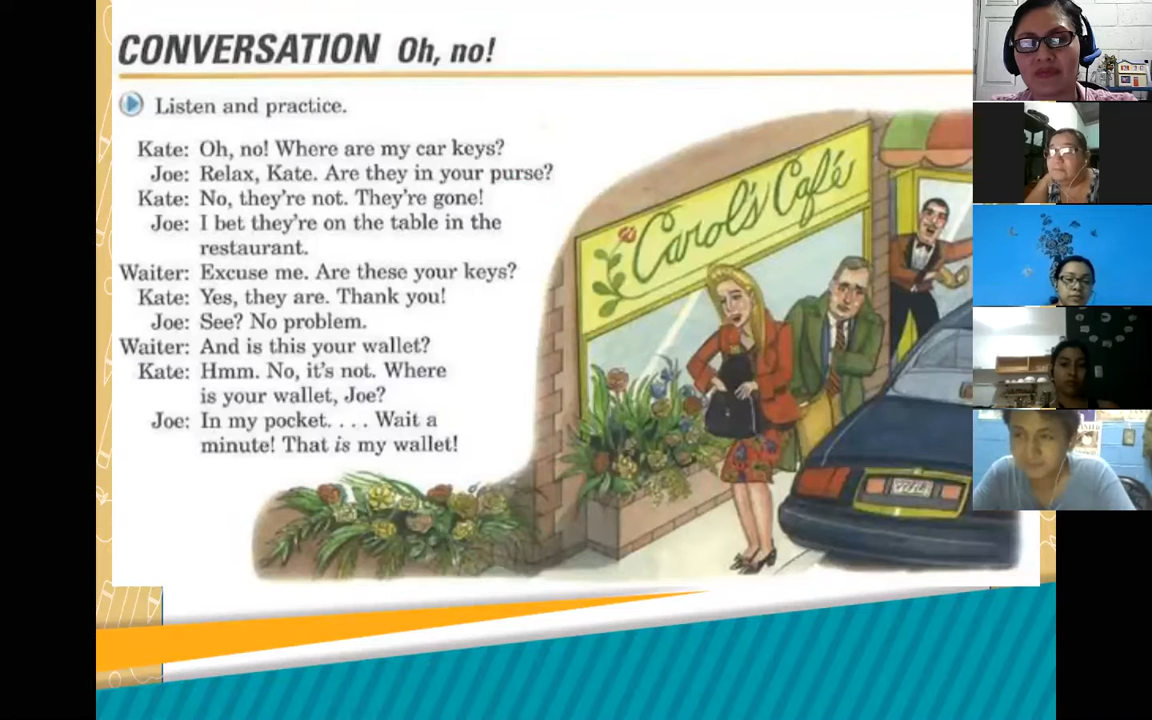 CONVERSATION Oh, no!
Listen and practice.
Kate: Oh, no! Where are my car keys?
Joe: Relax, Kate. Are they in your purse?
Kate: No, they're not. They're gone!
Joe: I bet they're on the table in the
restaurant.
Waiter: Excuse me. Are these your keys?
Kate: Yes, they are. Thank you!
Joe: See? No problem.
Waiter: And is this your wallet?
Kate: Hmm. No, it's not. Where
is your wallet, Joe?
Joe: In my pocket. . . . Wait a
minute! That is my wallet!
Carol's Café